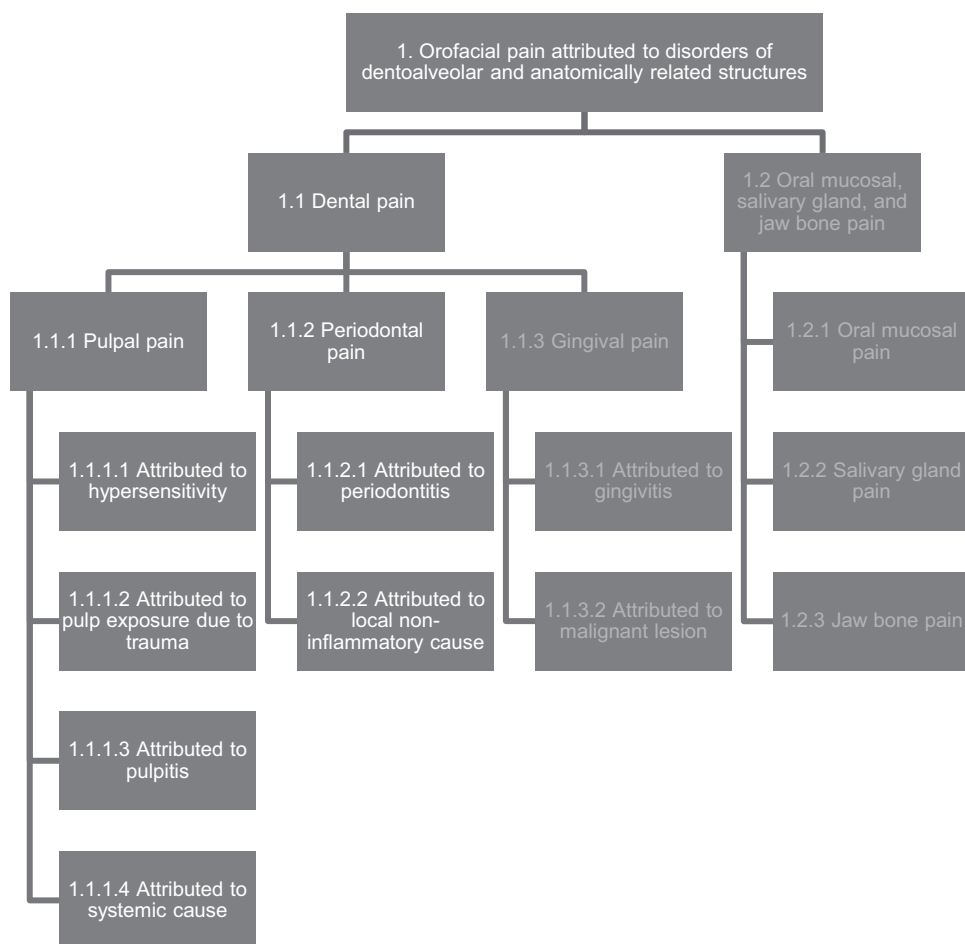 1. Orofacial pain attributed to disorders of
dentoalveolar and anatomically related structures
1.1 Dental pain
1.2 Oral mucosal,
salivary gland, and
jaw bone pain
1.1.1 Pulpal pain
1.1.2 Periodontal
pain
1.1.3 Gingival pain
1.2.1 Oral mucosal
pain
1.1.1.1 Attributed to
hypersensitivity
1.1.2.1 Attributed to
periodontitis
1.1.3.1 Attributed to
gingivitis
1.2.2 Salivary gland
pain
1.1.1.2 Attributed to
pulp exposure due to
trauma
1.1.2.2 Attributed to
local non-
inflammatory cause
1.1.3.2 Attributed to
malignant lesion
1.2.3 Jaw bone pain
1.1.1.3 Attributed to
pulpitis
1.1.1.4 Attributed to
systemic cause